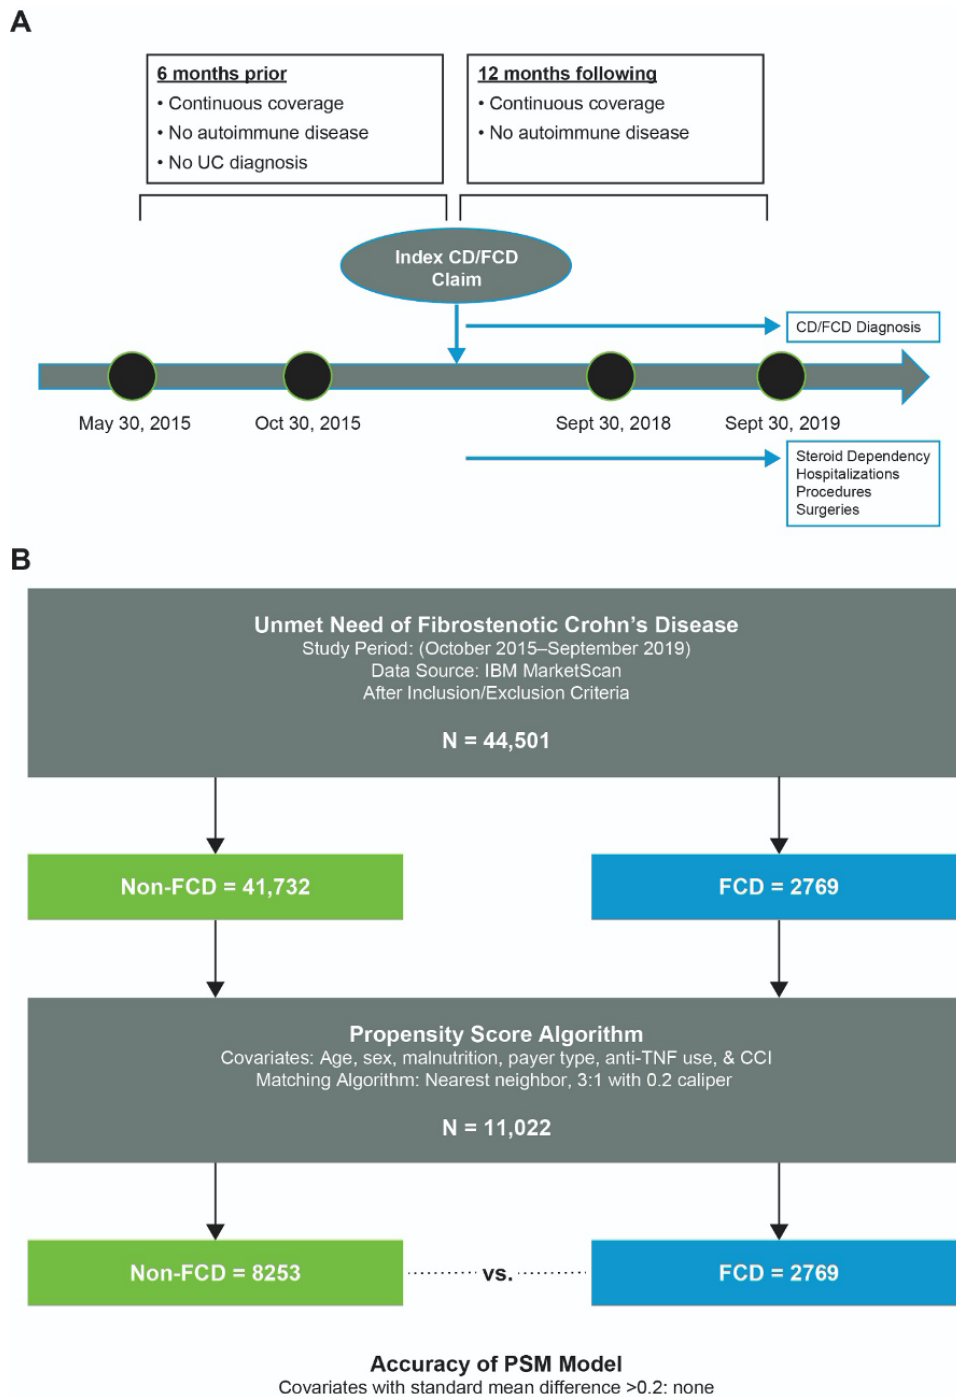 A
6 months prior
• Continuous coverage
• No autoimmune disease
• No UC diagnosis
12 months following
• Continuous coverage
• No autoimmune disease
Index CD/FCD
Claim
CD/FCD Diagnosis
May 30, 2015
Oct 30, 2015
Sept 30, 2018
Sept 30, 2019
Steroid Dependency
Hospitalizations
Procedures
Surgeries
B
Unmet Need of Fibrostenotic Crohn's Disease
Study Period: (October 2015–September 2019)
Data Source: IBM MarketScan
After Inclusion/Exclusion Criteria
N = 44,501
Non-FCD = 41,732
FCD = 2769
Propensity Score Algorithm
Covariates: Age, sex, malnutrition, payer type, anti-TNF use, & CCI
Matching Algorithm: Nearest neighbor, 3:1 with 0.2 caliper
N = 11,022
Non-FCD = 8253
vs.
FCD = 2769
Accuracy of PSM Model
Covariates with standard mean difference >0.2: none